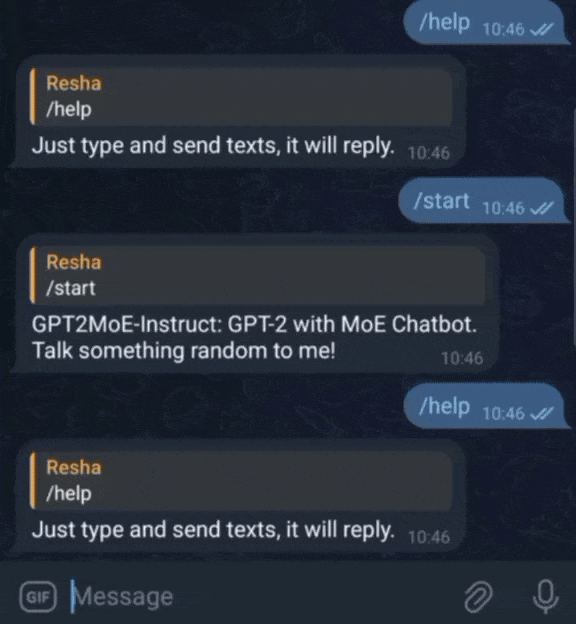 /help 10:46
Resha
/help
Just type and send texts, it will reply. 10:46
/start 10:46
Resha
/start
GPT2MoE-Instruct: GPT-2 with MoE Chatbot.
Talk something random to me! 10:46
/help 10:46
Resha
/help
Just type and send texts, it will reply. 10:46
GIF Message